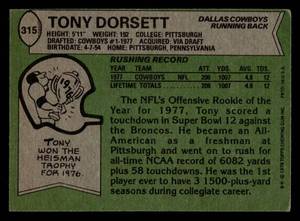 315
TONY DORSETT
DALLAS COWBOYS
RUNNING BACK
HEIGHT: 5'11" WEIGHT: 192 COLLEGE: PITTSBURGH
DRAFTED: COWBOYS #1-1977 ACQUIRED: VIA DRAFT
BIRTHDATE: 4-7-54 HOME: PITTSBURGH, PENNSYLVANIA
RUSHING RECORD
YEAR CLUB LEA. ATT. YDS. AVG. TD
1977 COWBOYS NFL 208 1007 4.8 12
LIFETIME TOTALS 208 1007 4.8 12
The NFL's Offensive Rookie of the
Year for 1977, Tony scored a
touchdown in Super Bowl 12 against
the Broncos. He became an All-
American as a freshman at
Pittsburgh and went to rush for
all-time NCAA record of 6082 yards
plus 58 touchdowns. He was the 1st
player ever to have 3 1500-plus-yard
seasons during collegiate career.
TONY
WON THE
HEISMAN
TROPHY
FOR 1976.